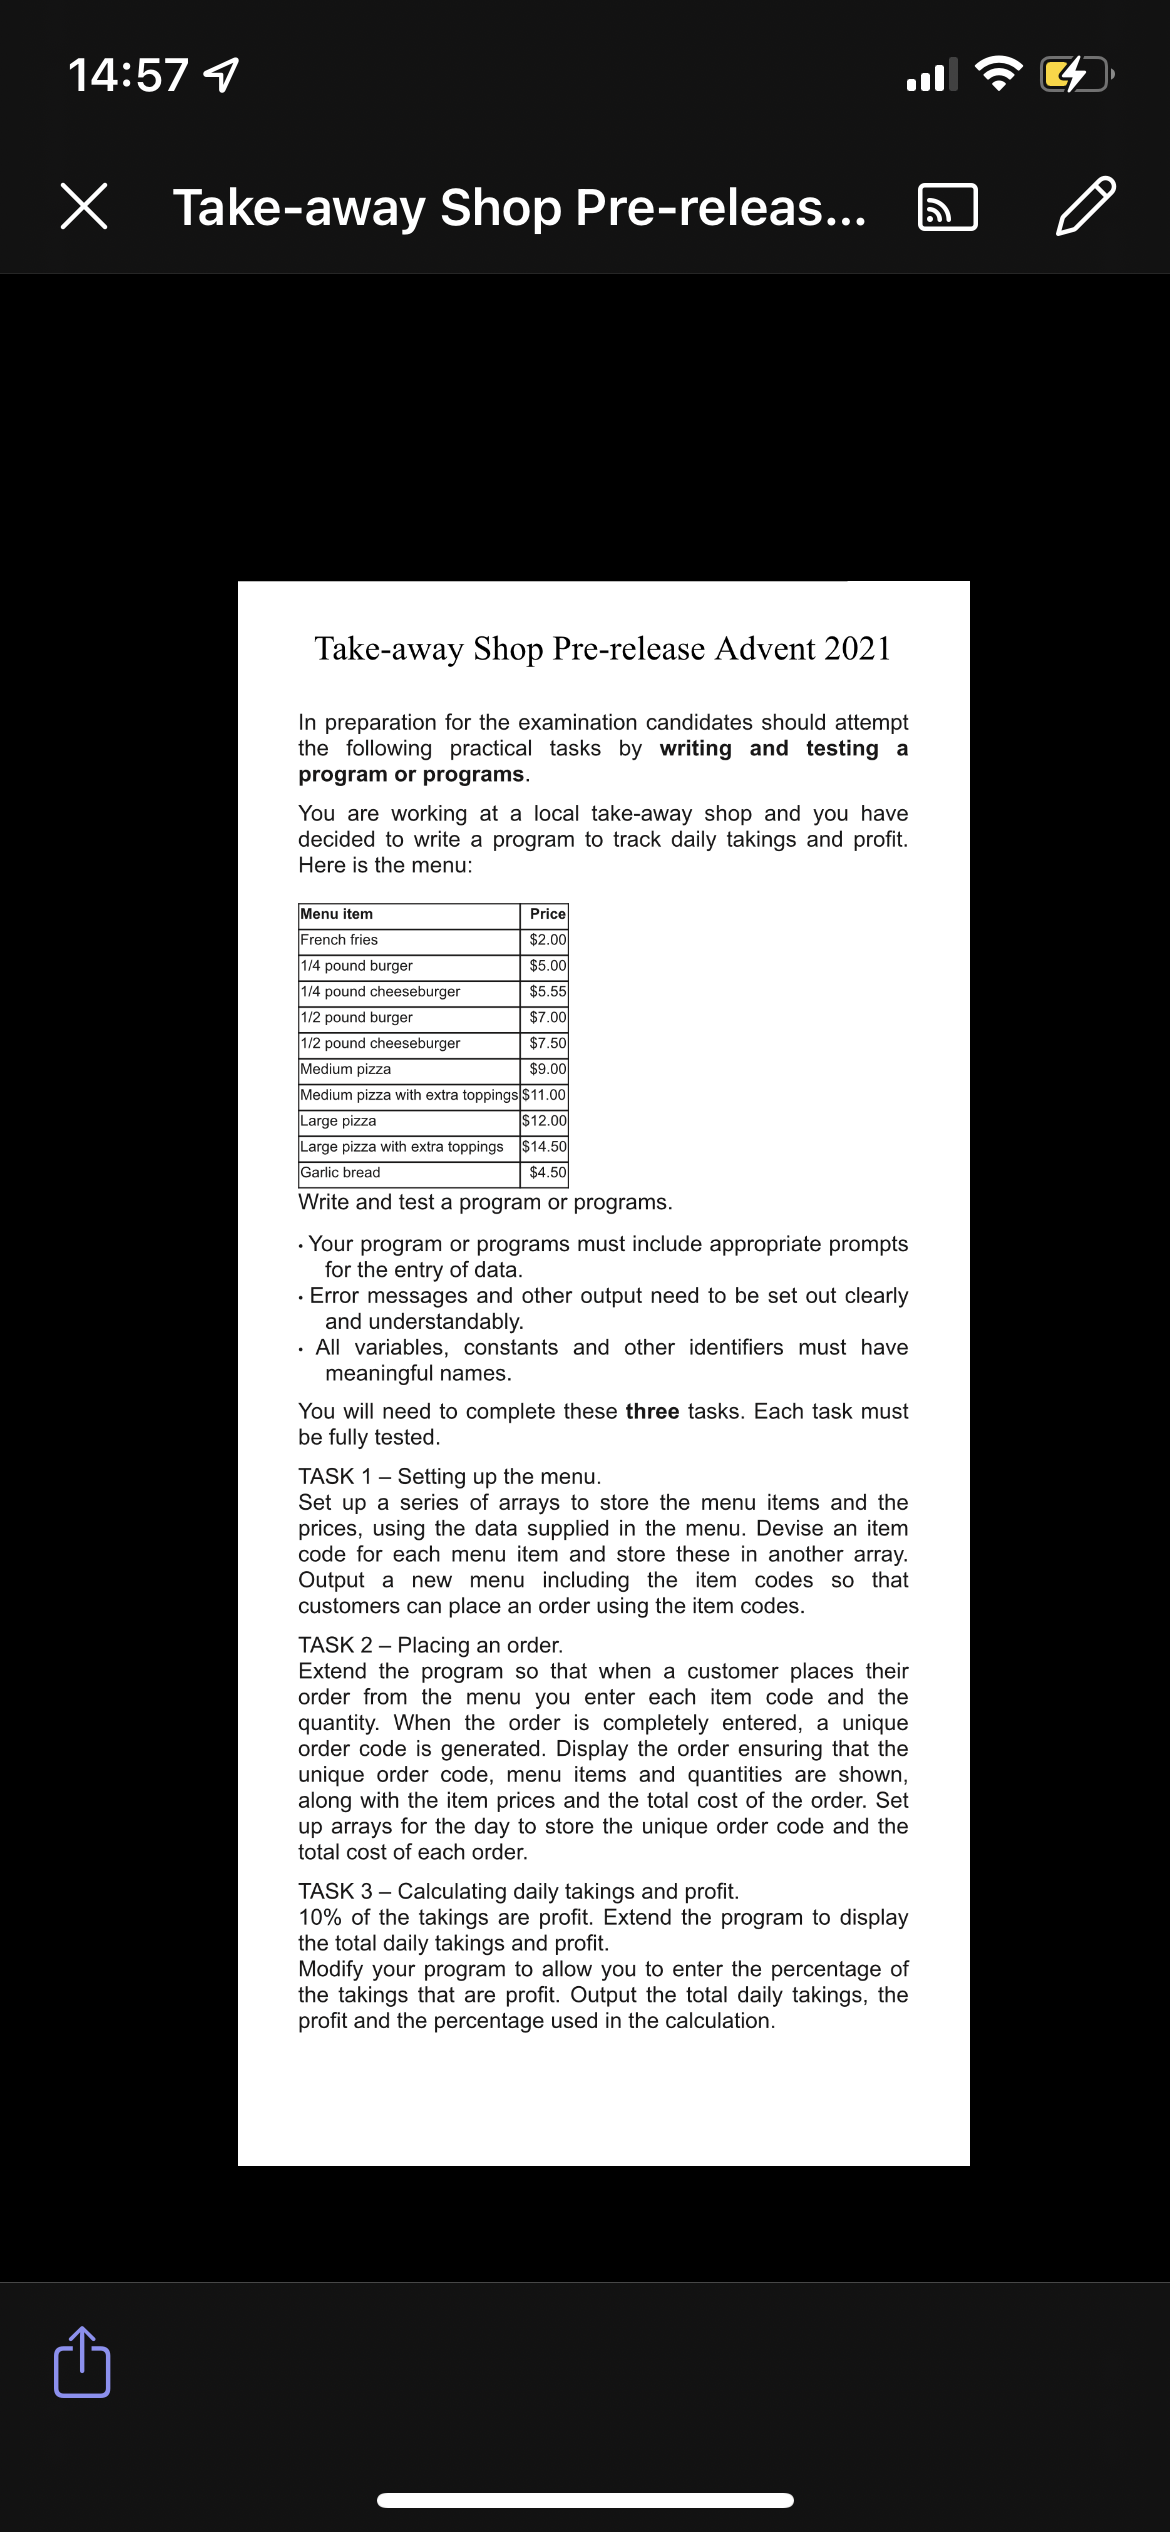 14:57
Take-away Shop Pre-releas...
Take-away Shop Pre-release Advent 2021
In preparation for the examination candidates should attempt
the following practical tasks by writing and testing a
program or programs.
You are working at a local take-away shop and you have
decided to write a program to track daily takings and profit.
Here is the menu:
Menu item Price
French fries $2.00
1/4 pound burger $5.00
1/4 pound cheeseburger $5.55
1/2 pound burger $7.00
1/2 pound cheeseburger $7.50
Medium pizza $9.00
Medium pizza with extra toppings $11.00
Large pizza $12.00
Large pizza with extra toppings $14.50
Garlic bread $4.50
Write and test a program or programs.
• Your program or programs must include appropriate prompts
for the entry of data.
• Error messages and other output need to be set out clearly
and understandably.
• All variables, constants and other identifiers must have
meaningful names.
You will need to complete these three tasks. Each task must
be fully tested.
TASK 1 – Setting up the menu.
Set up a series of arrays to store the menu items and the
prices, using the data supplied in the menu. Devise an item
code for each menu item and store these in another array.
Output a new menu including the item codes so that
customers can place an order using the item codes.
TASK 2 – Placing an order.
Extend the program so that when a customer places their
order from the menu you enter each item code and the
quantity. When the order is completely entered, a unique
order code is generated. Display the order ensuring that the
unique order code, menu items and quantities are shown,
along with the item prices and the total cost of the order. Set
up arrays for the day to store the unique order code and the
total cost of each order.
TASK 3 – Calculating daily takings and profit.
10% of the takings are profit. Extend the program to display
the total daily takings and profit.
Modify your program to allow you to enter the percentage of
the takings that are profit. Output the total daily takings, the
profit and the percentage used in the calculation.